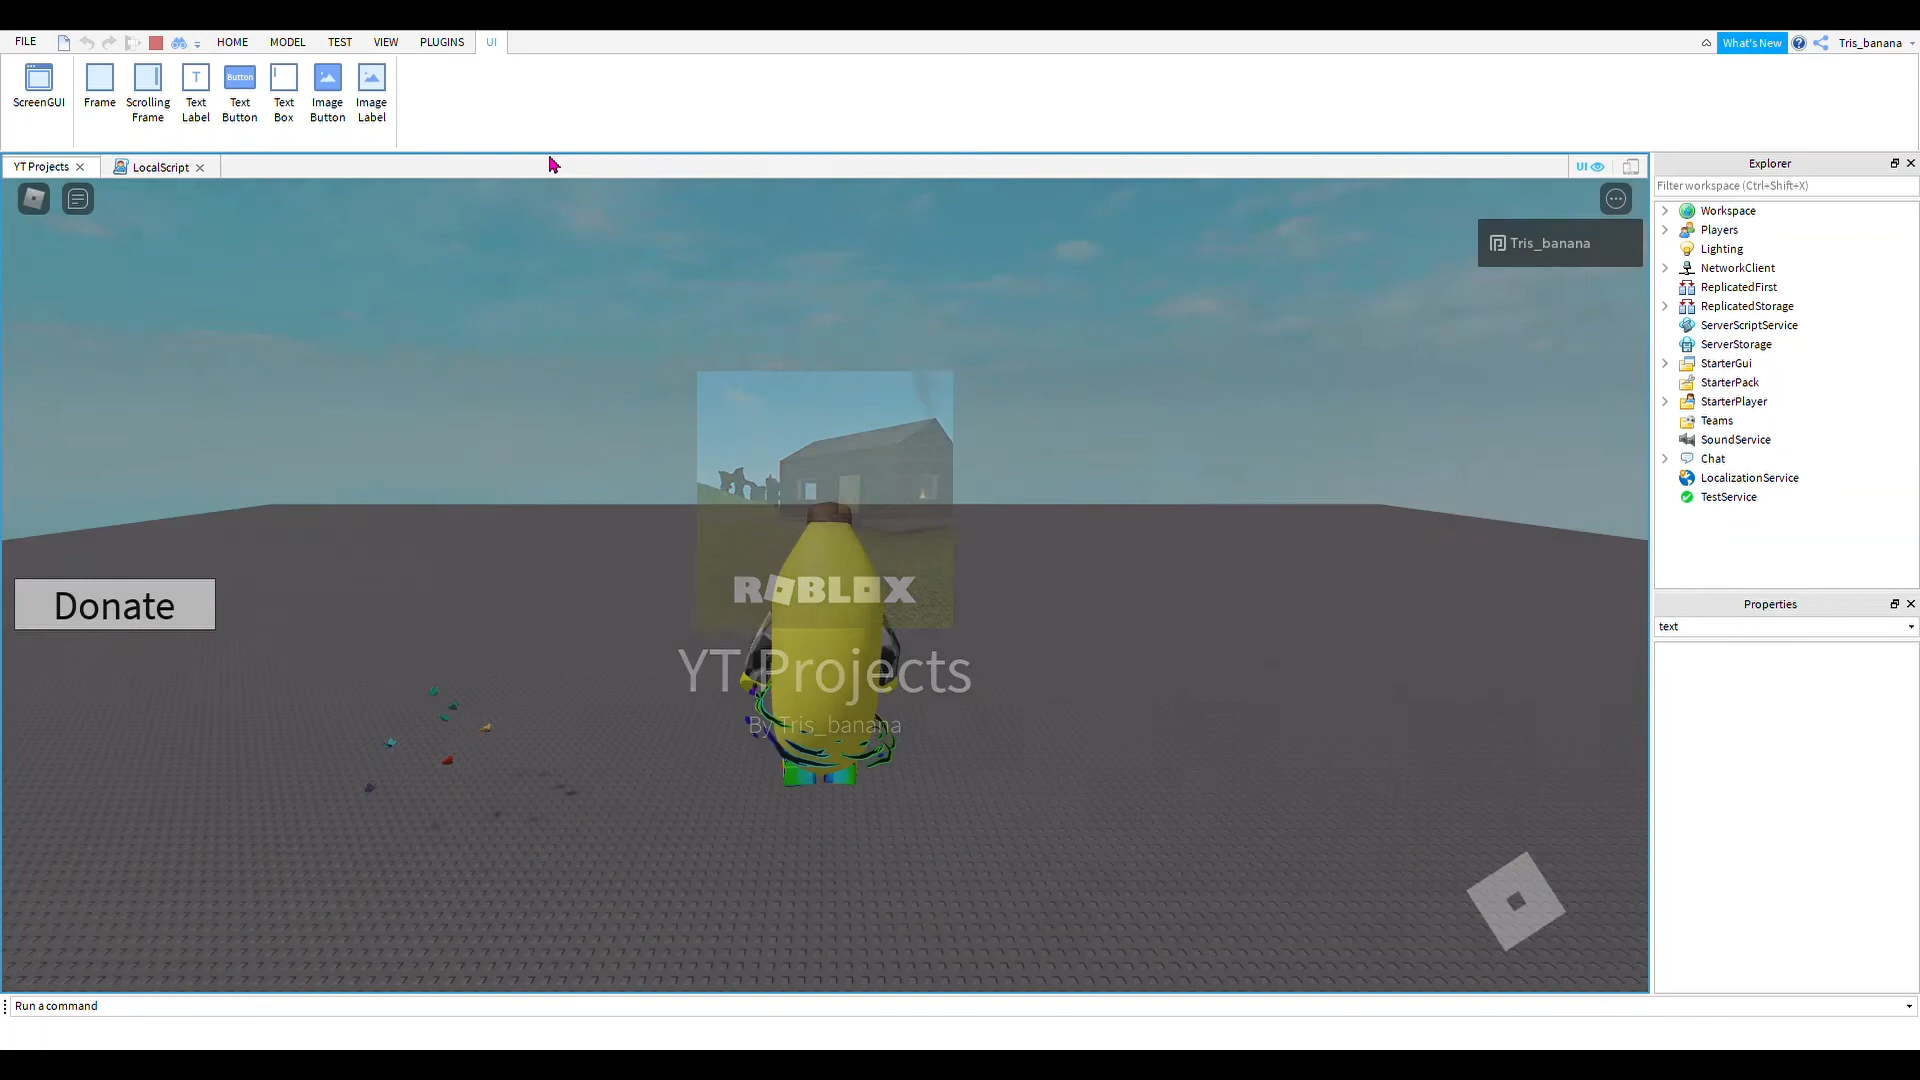 FILE HOME MODEL TEST VIEW PLUGINS UI What's New Tris_banana
ScreenGUI Frame Scrolling Frame Text Label Text Button Button Text Box Image Button Image Label
YT Projects LocalScript UI
Explorer
Filter workspace (Ctrl+Shift+X)
Workspace
Players
Lighting
NetworkClient
ReplicatedFirst
ReplicatedStorage
ServerScriptService
ServerStorage
StarterGui
StarterPack
StarterPlayer
Teams
SoundService
Chat
LocalizationService
TestService
Properties
text
Tris_banana
Donate
ROBLOX
YT Projects
By Tris_banana
Run a command